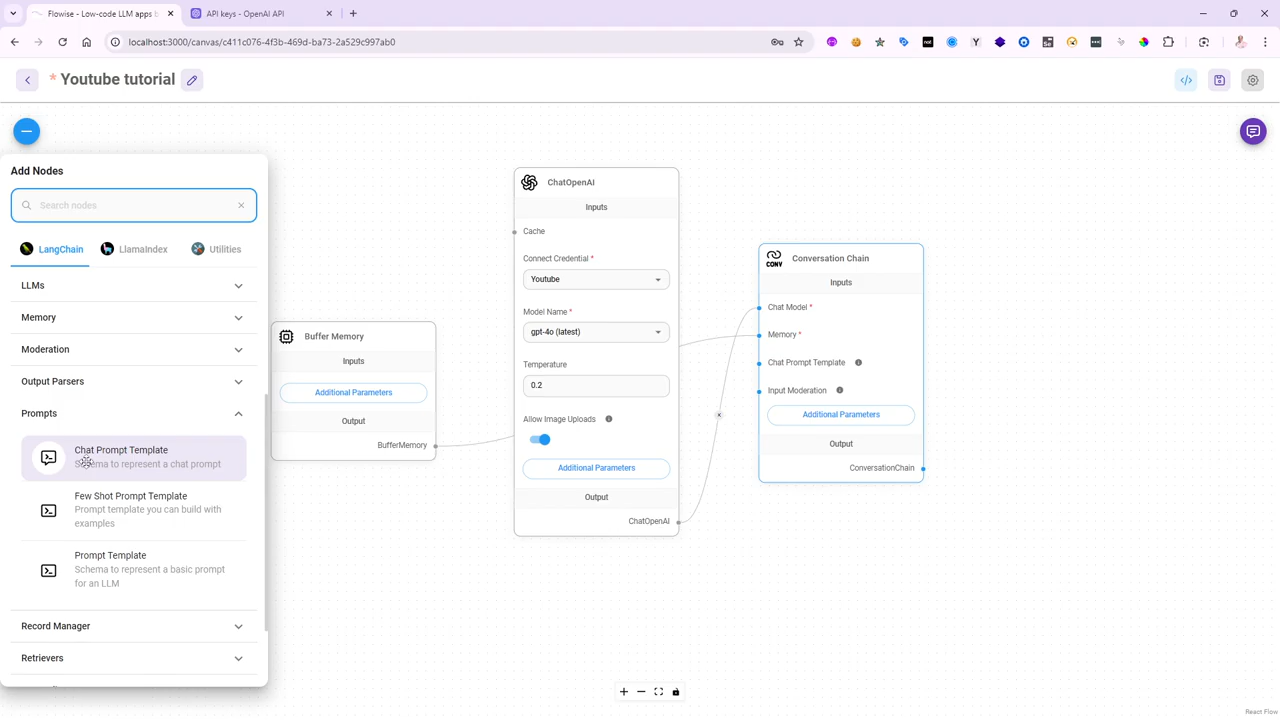 Flowise - Low-code LLM apps b
API keys - OpenAI API
localhost:3000/canvas/c411c076-4f3b-469d-ba73-2a529c997ab0
* Youtube tutorial
Add Nodes
Search nodes
LangChain
LlamaIndex
Utilities
LLMs
Memory
Moderation
Output Parsers
Prompts
Chat Prompt Template
Schema to represent a chat prompt
Few Shot Prompt Template
Prompt template you can build with
examples
Prompt Template
Schema to represent a basic prompt
for an LLM
Record Manager
Retrievers
Buffer Memory
Inputs
Additional Parameters
Output
BufferMemory
ChatOpenAI
Inputs
Cache
Connect Credential *
Youtube
Model Name *
gpt-4o (latest)
Temperature
0.2
Allow Image Uploads
Additional Parameters
Output
ChatOpenAI
CONV
Conversation Chain
Inputs
Chat Model *
Memory *
Chat Prompt Template
Input Moderation
Additional Parameters
Output
ConversationChain
React Flow